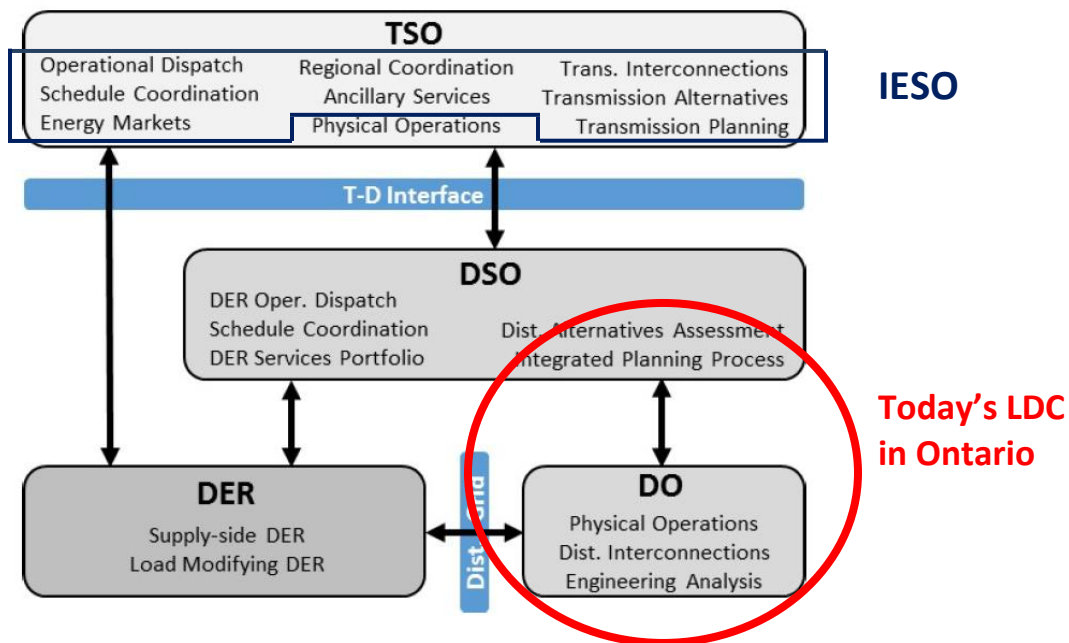 TSO
Operational Dispatch
Schedule Coordination
Energy Markets
Regional Coordination
Ancillary Services
Physical Operations
Trans. Interconnections
Transmission Alternatives
Transmission Planning
IESO
T-D Interface
DSO
DER Oper. Dispatch
Schedule Coordination
DER Services Portfolio
Dist. Alternatives Assessment
Integrated Planning Process
Today's LDC
in Ontario
DER
Supply-side DER
Load Modifying DER
Dist. Grid
DO
Physical Operations
Dist. Interconnections
Engineering Analysis